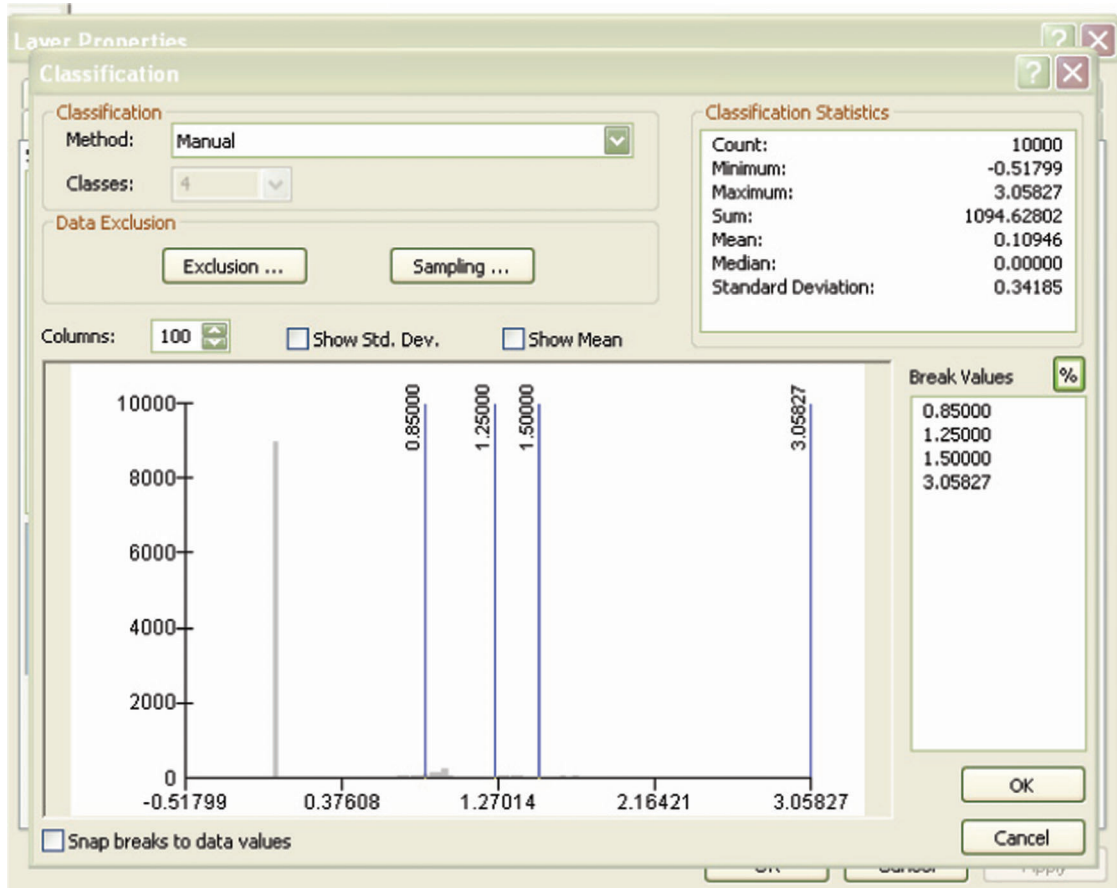 Layer Properties
Classification
Classification
Method: Manual
Classes: 4
Data Exclusion
Exclusion ...
Sampling ...
Classification Statistics
Count: 10000
Minimum: -0.51799
Maximum: 3.05827
Sum: 1094.62802
Mean: 0.10946
Median: 0.00000
Standard Deviation: 0.34185
Columns: 100
Show Std. Dev.
Show Mean
Break Values
%
0.85000
1.25000
1.50000
3.05827
10000
8000
6000
4000
2000
0
0.85000
1.25000
1.50000
3.05827
-0.51799 0.37608 1.27014 2.16421 3.05827
Snap breaks to data values
OK
Cancel